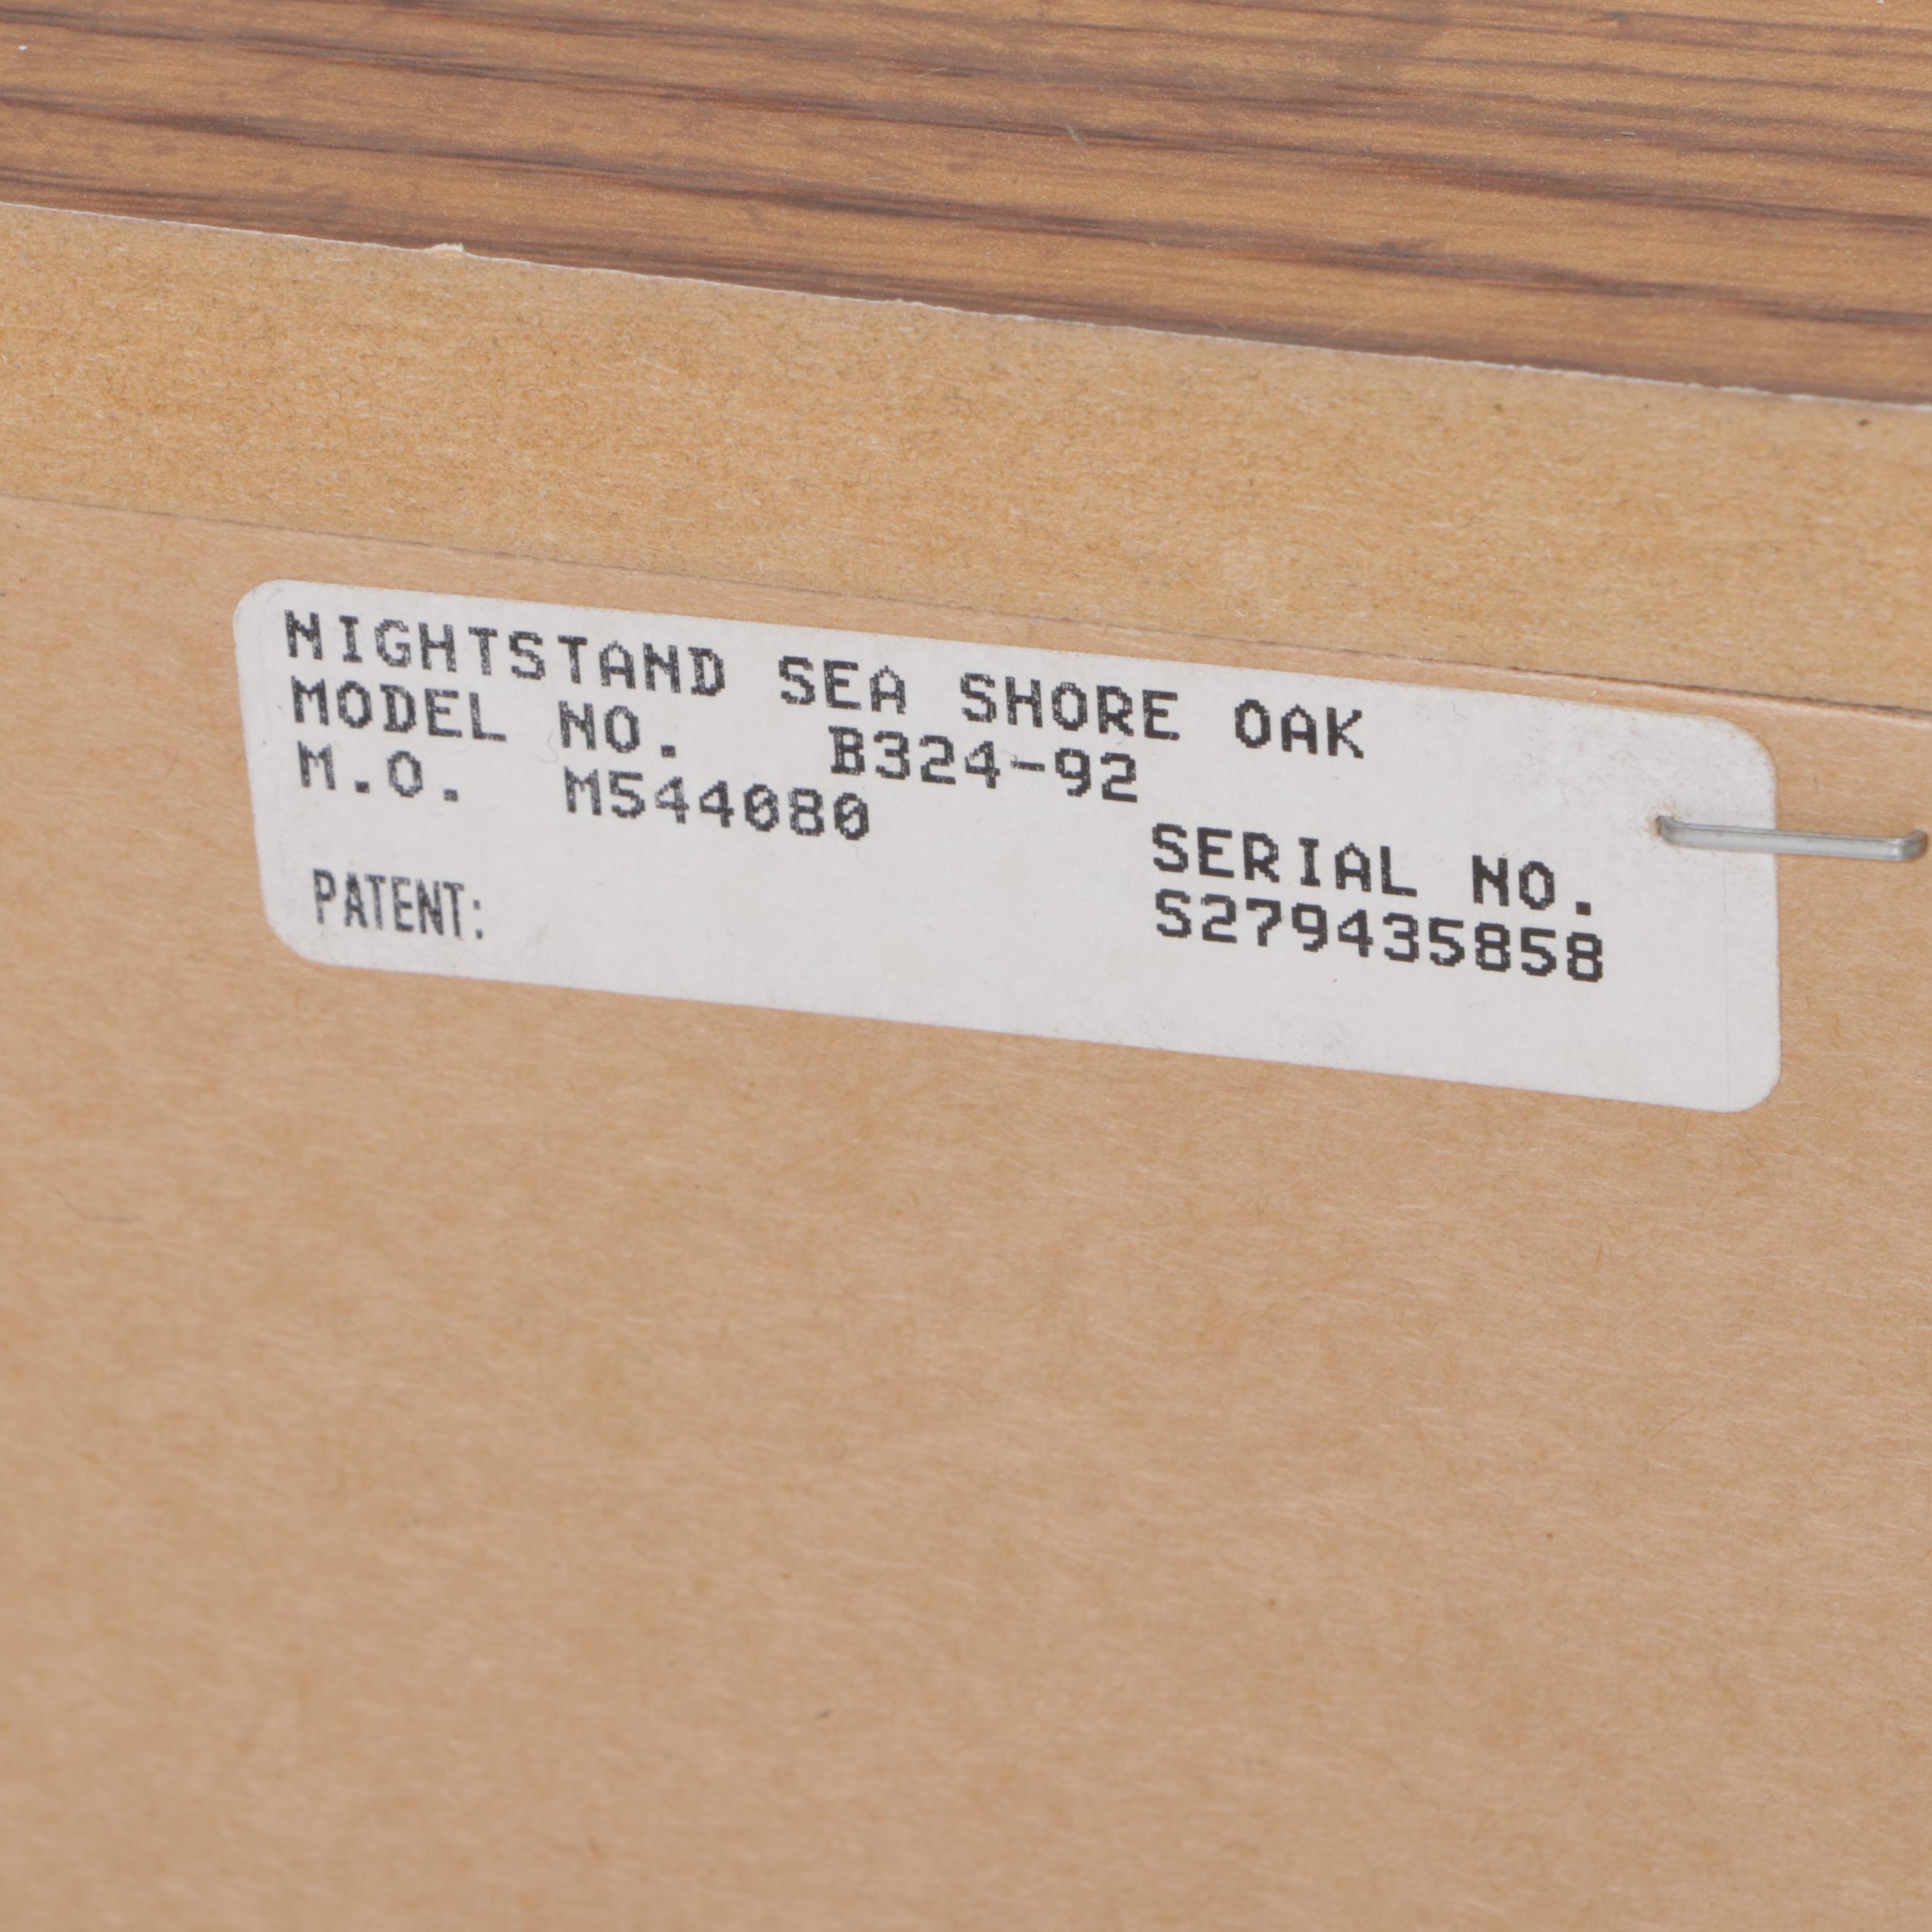 NIGHTSTAND SEA SHORE OAK
MODEL NO. B324-92
M.O. M544080
SERIAL NO.
S279435858
PATENT: